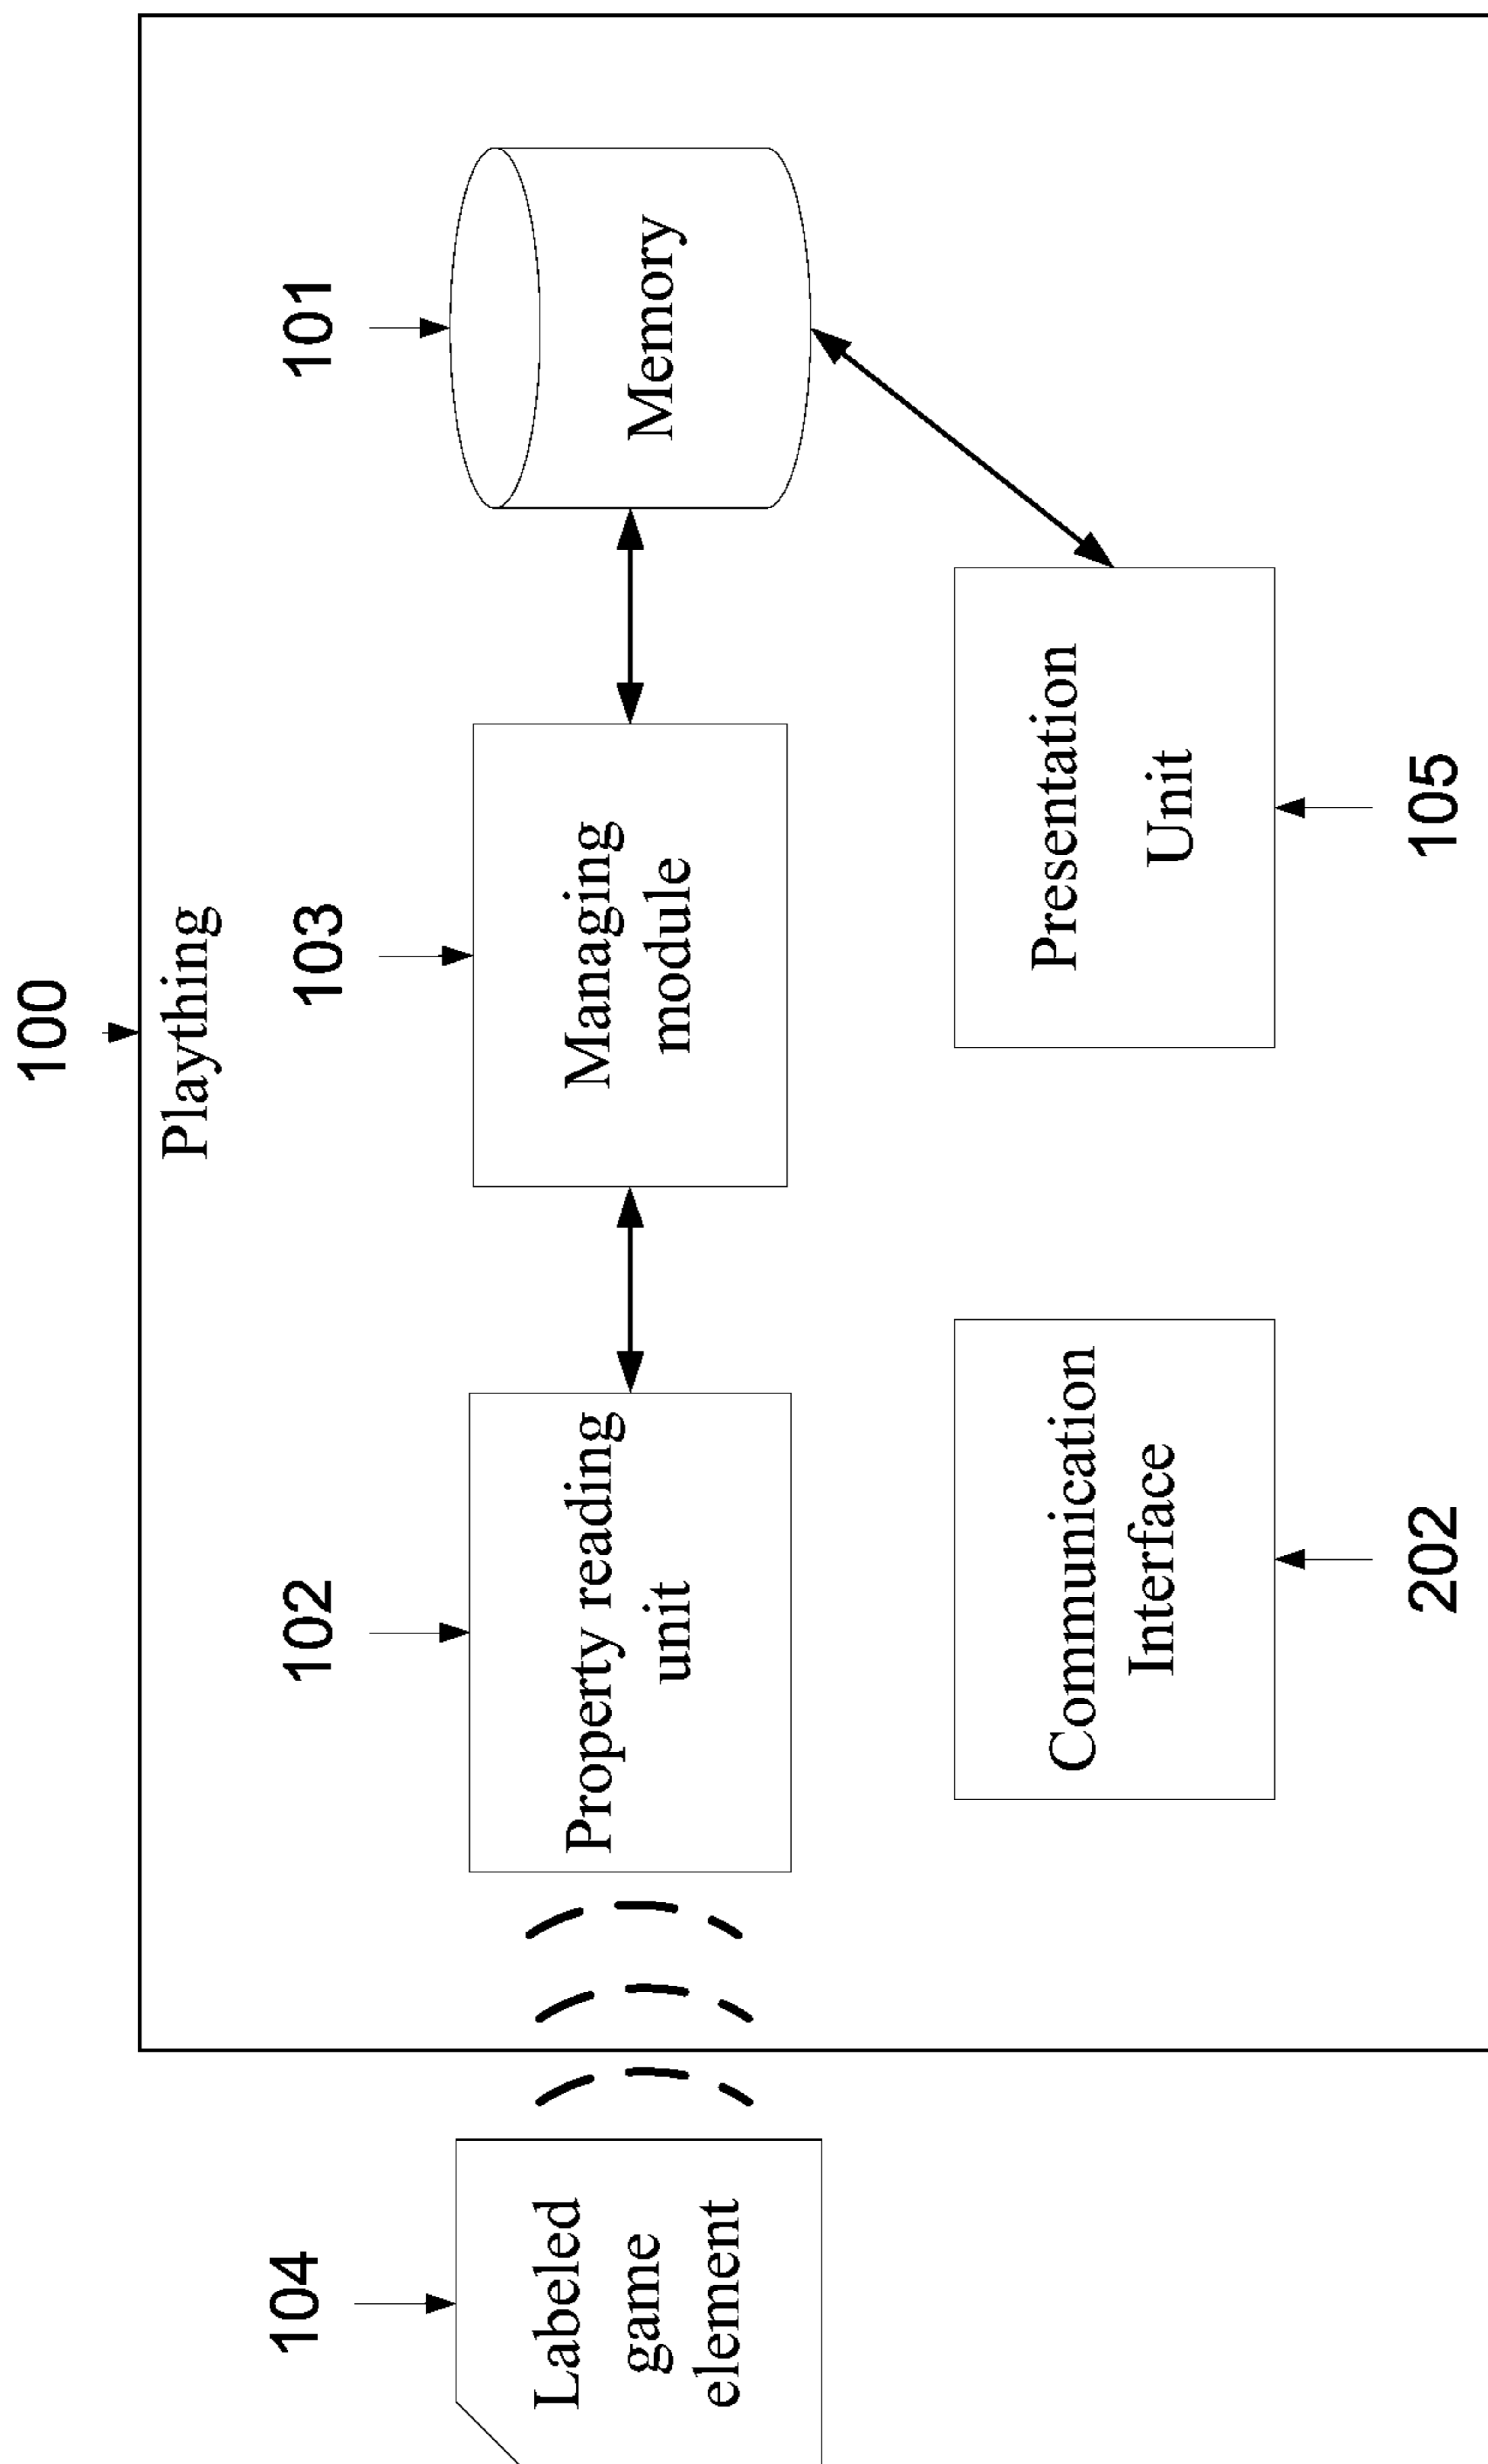 100
Plaything
104
102
103
101
Labeled
game
element
Property reading
unit
Managing
module
Memory
Communication
Interface
Presentation
Unit
202
105